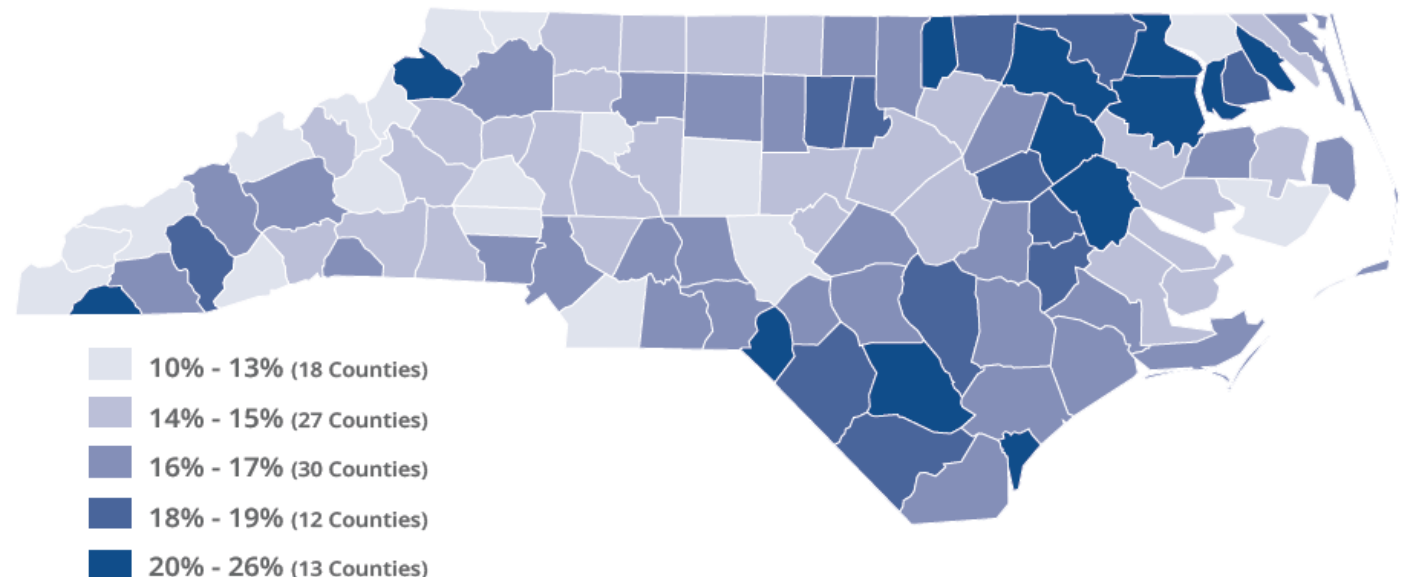 10% - 13% (18 Counties)
14% - 15% (27 Counties)
16% - 17% (30 Counties)
18% - 19% (12 Counties)
20% - 26% (13 Counties)